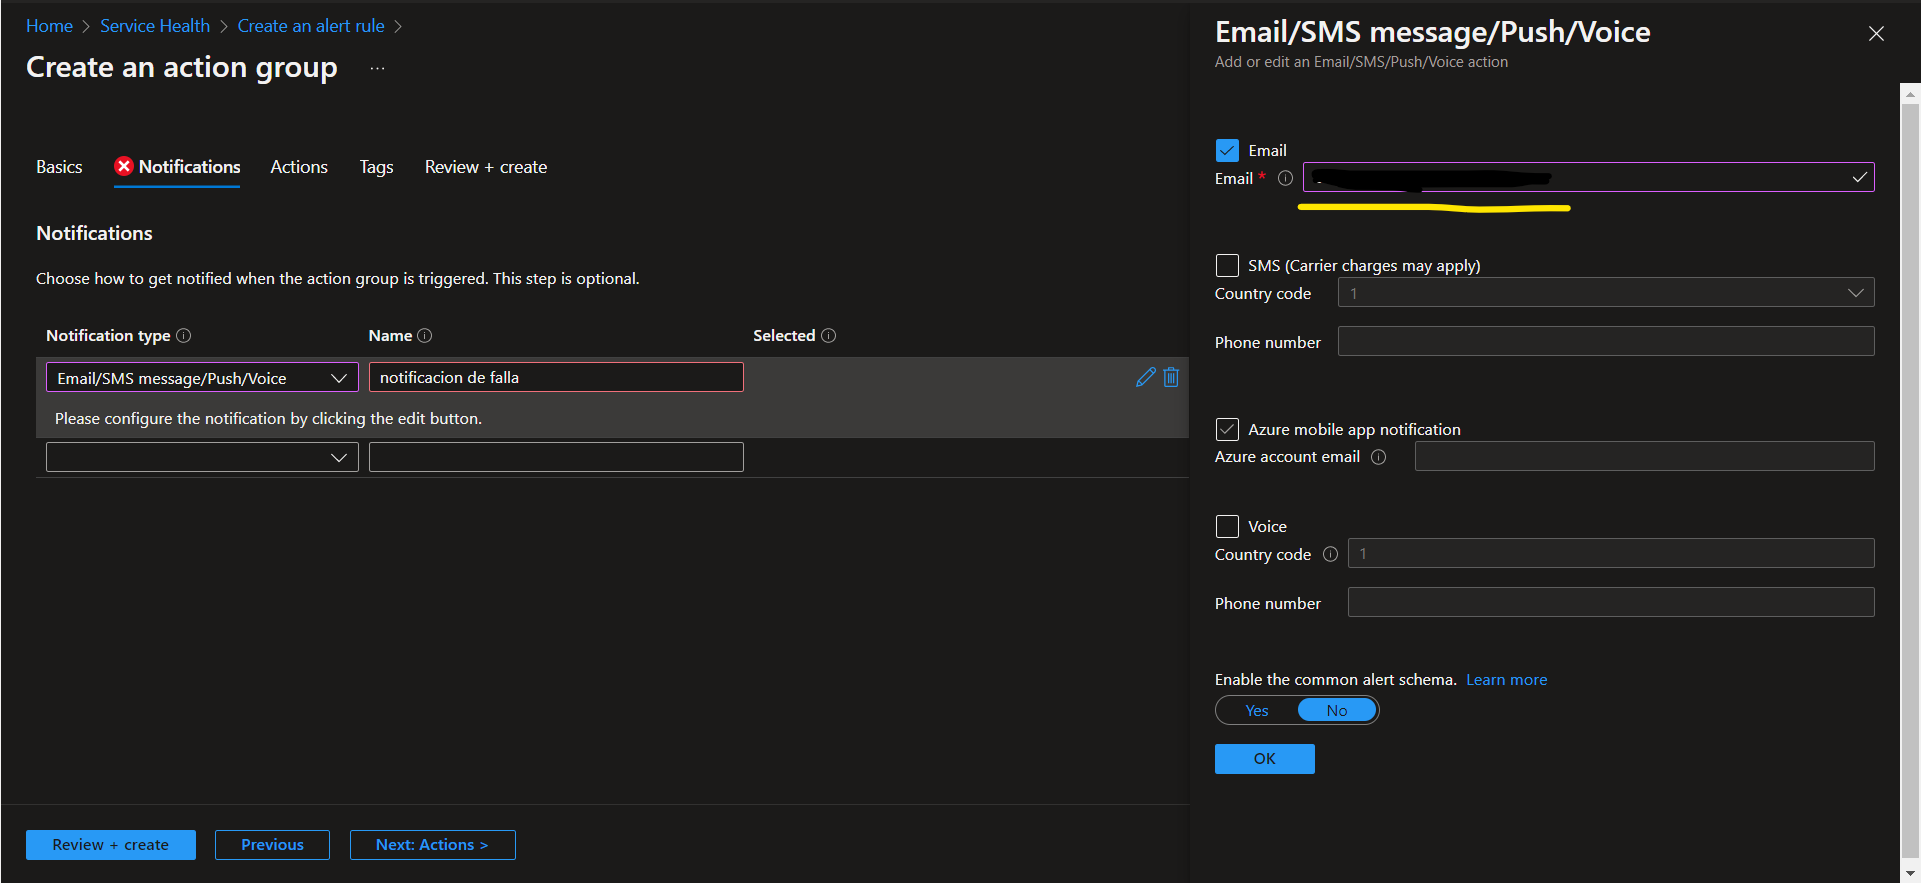 Home > Service Health > Create an alert rule >
Create an action group ...
Basics Notifications Actions Tags Review + create
Notifications
Choose how to get notified when the action group is triggered. This step is optional.
Notification type Name Selected
Email/SMS message/Push/Voice notificacion de falla
Please configure the notification by clicking the edit button.
Review + create Previous Next: Actions >
Email/SMS message/Push/Voice
Add or edit an Email/SMS/Push/Voice action
Email
Email *
SMS (Carrier charges may apply)
Country code 1
Phone number
Azure mobile app notification
Azure account email
Voice
Country code 1
Phone number
Enable the common alert schema. Learn more
Yes No
OK